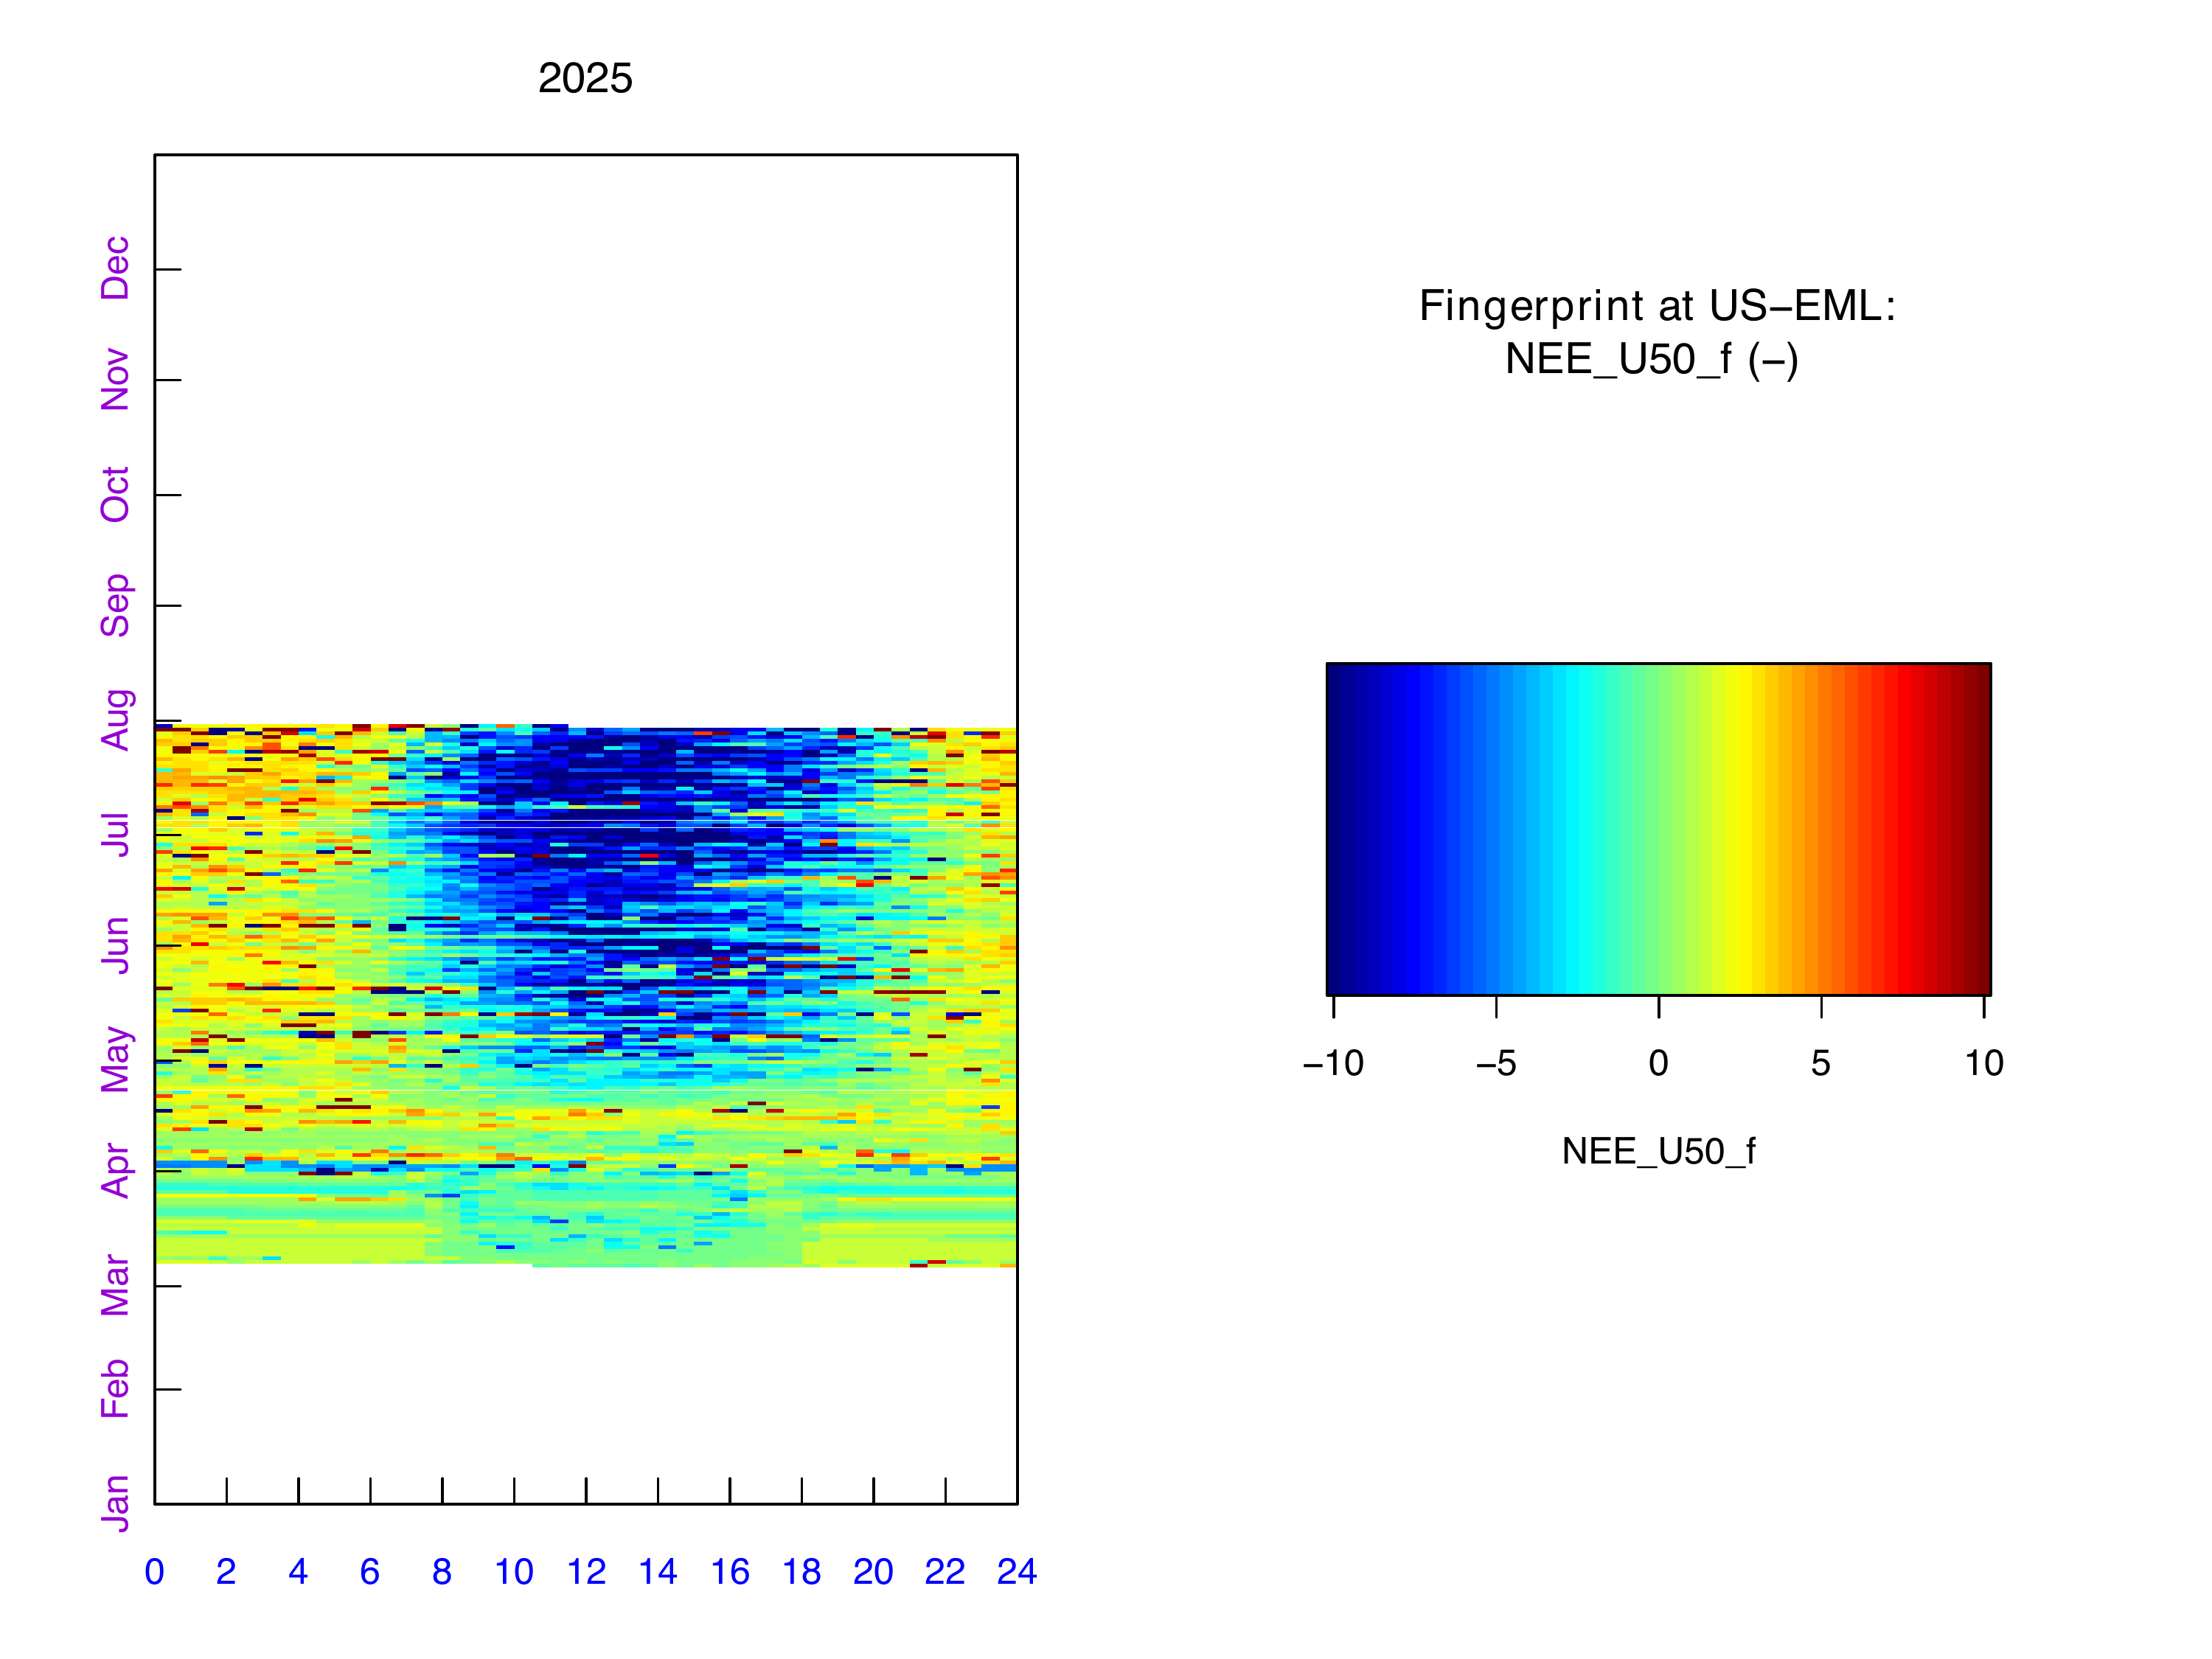 2025
Dec
Nov
Oct
Sep
Aug
Jul
Jun
May
Apr
Mar
Feb
Jan
0 2 4 6 8 10 12 14 16 18 20 22 24
Fingerprint at US−EML:
NEE_U50_f (−)
−10 −5 0 5 10
NEE_U50_f